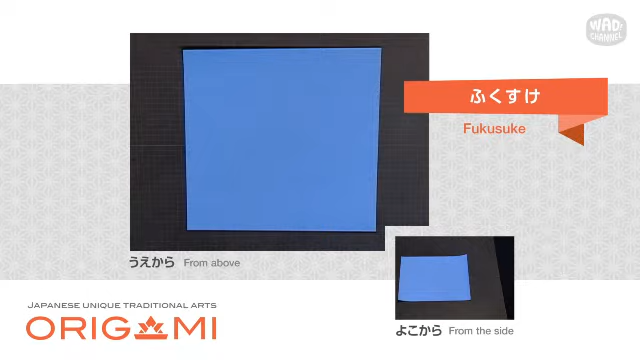 WADO CHANNEL
ふくすけ
Fukusuke
うえから From above
よこから From the side
JAPANESE UNIQUE TRADITIONAL ARTS
ORIGAMI